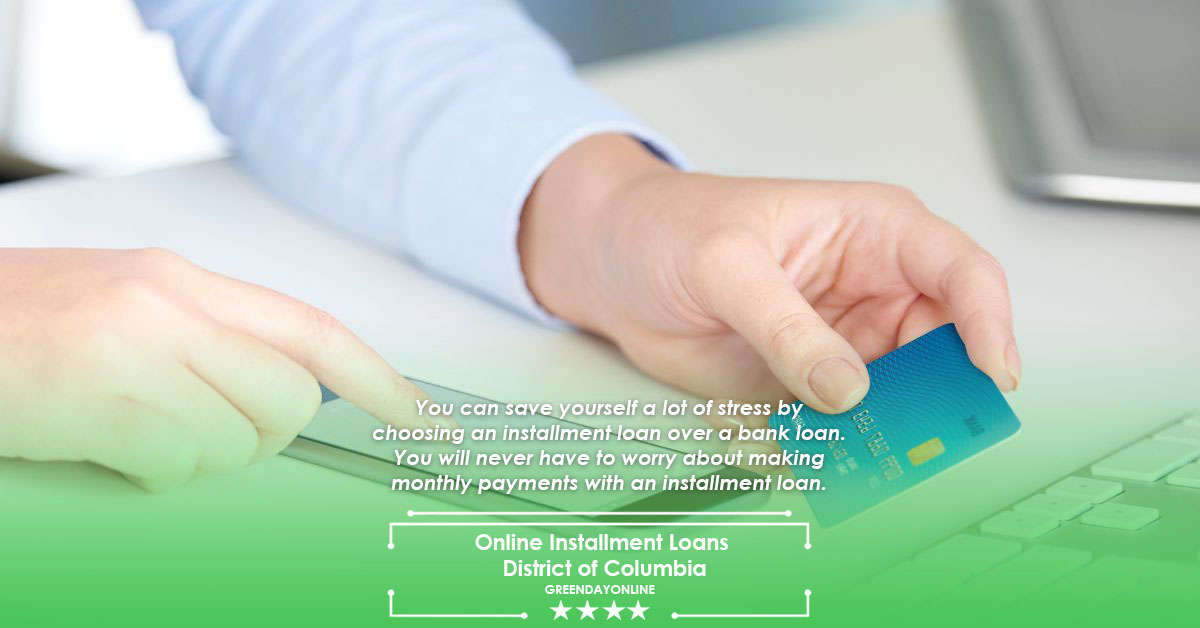 You can save yourself a lot of stress by
choosing an installment loan over a bank loan.
You will never have to worry about making
monthly payments with an installment loan.
Online Installment Loans
District of Columbia
GREENDAYONLINE